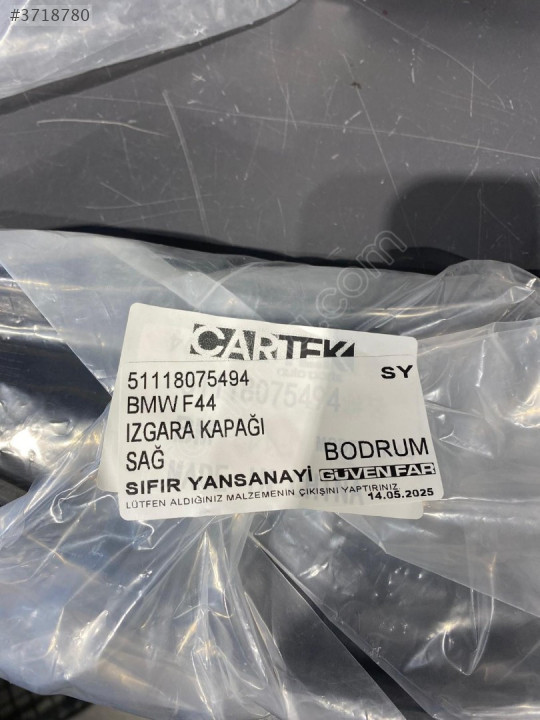 #3718780
CARTEK
51118075494 SY
BMW F44
IZGARA KAPAĞI
SAĞ BODRUM
SIFIR YANSANAYİ GÜVEN FAR
LÜTFEN ALDIĞINIZ MALZEMENİN ÇIKIŞINI YAPTIRINIZ. 14.05.2025